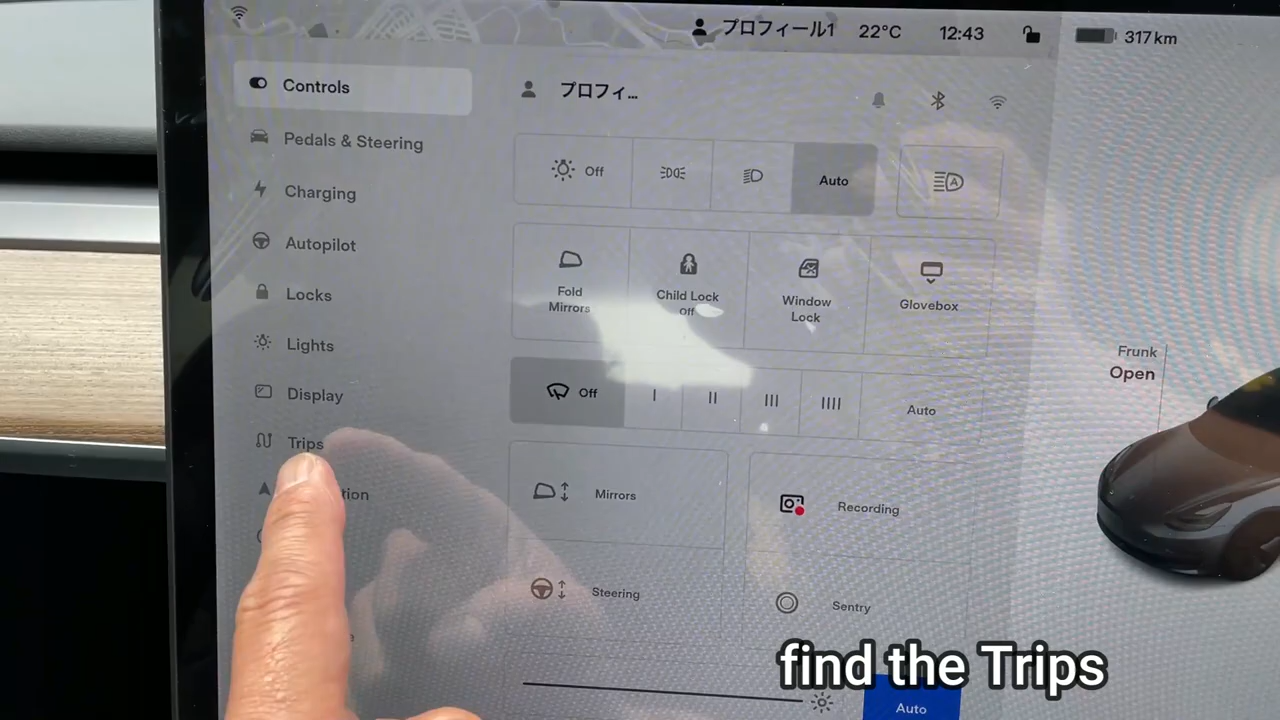 プロフィール1 22°C 12:43 317 km
Controls
プロフィ…
Pedals & Steering
Off
Auto
Charging
Autopilot
Fold
Mirrors
Child Lock
Off
Window
Lock
Glovebox
Locks
Lights
Frunk
Open
Display
Off I II III IIII Auto
Trips
tion
Mirrors
Recording
Steering
Sentry
e
find the Trips
Auto